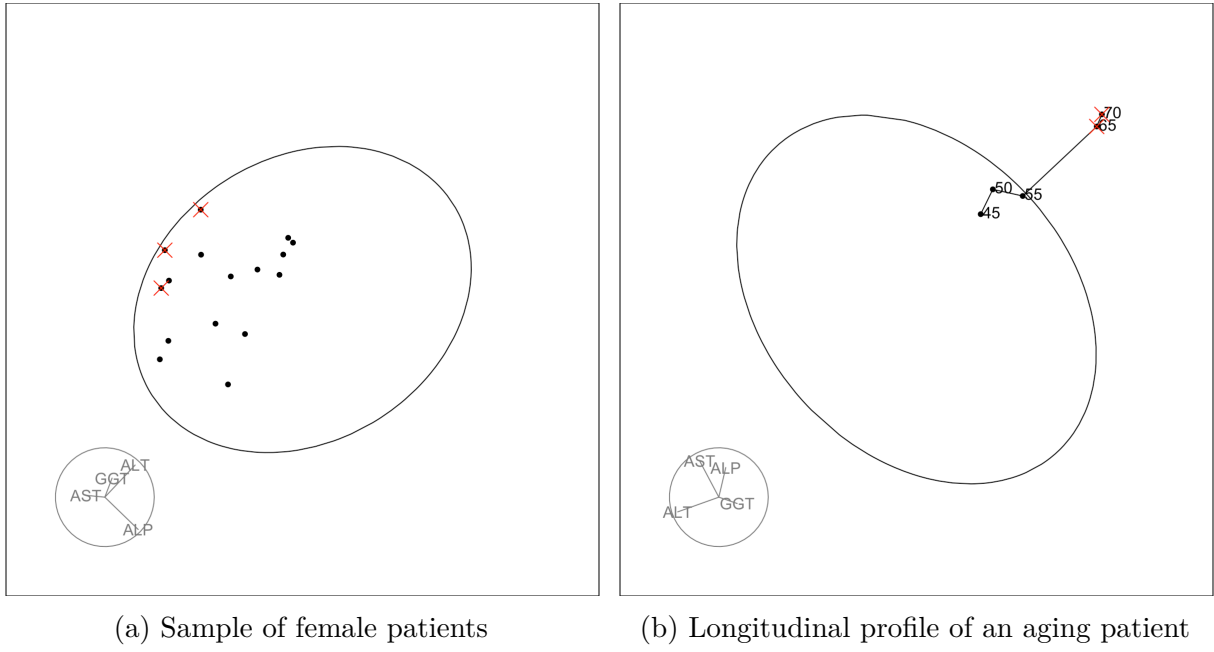 ALT
GGT
AST
ALP
(a) Sample of female patients
70
65
50
55
45
AST
ALP
GGT
ALT
(b) Longitudinal profile of an aging patient